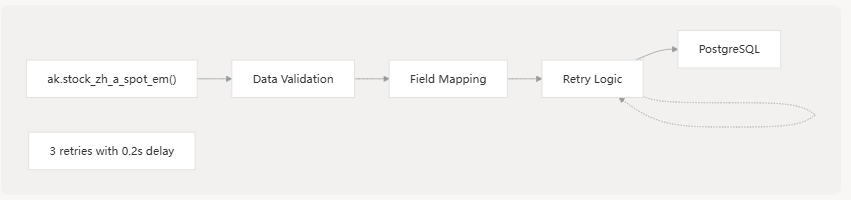 PostgreSQL
ak.stock_zh_a_spot_em()
Data Validation
Field Mapping
Retry Logic
3 retries with 0.2s delay